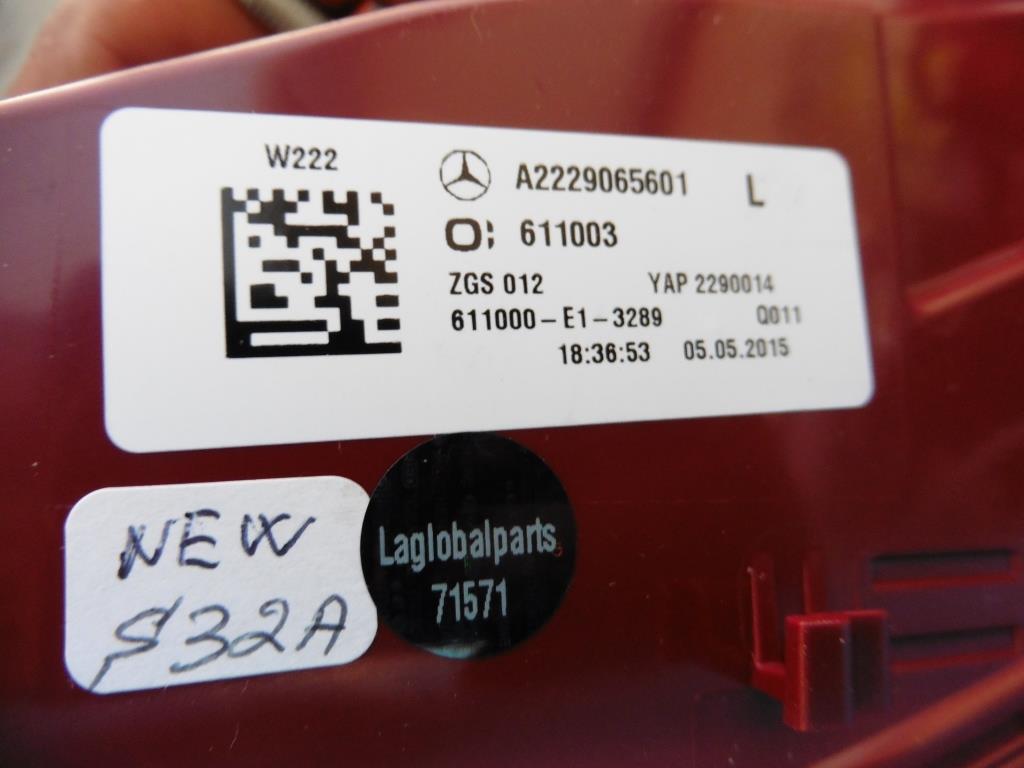 W222
A2229065601 L
611003
ZGS 012 YAP 2290014
611000-E1-3289 Q011
18:36:53 05.05.2015
NEW
S32A
Laglobalparts
71571